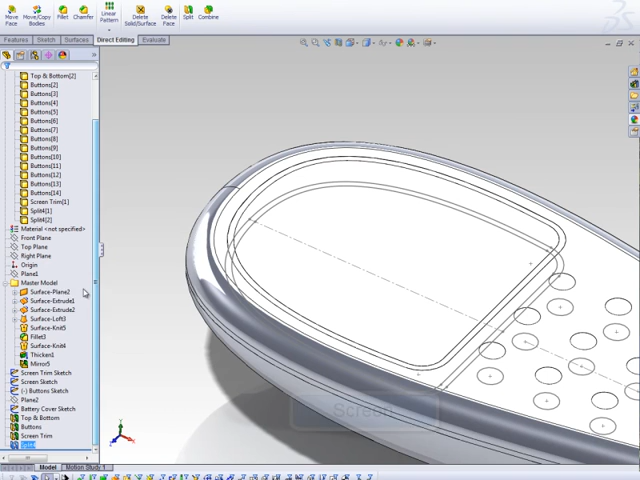 Move Face
Move/Copy Bodies
Fillet
Chamfer
Linear Pattern
Delete Solid/Surface
Delete Face
Split
Combine
Features
Sketch
Surfaces
Direct Editing
Evaluate
Top & Bottom[2]
Buttons[2]
Buttons[3]
Buttons[4]
Buttons[5]
Buttons[6]
Buttons[7]
Buttons[8]
Buttons[9]
Buttons[10]
Buttons[11]
Buttons[12]
Buttons[13]
Buttons[14]
Screen Trim[1]
Split4[1]
Split4[2]
Material <not specified>
Front Plane
Top Plane
Right Plane
Origin
Plane1
Master Model
Surface-Plane2
Surface-Extrude1
Surface-Extrude2
Surface-Loft3
Surface-Knit5
Fillet3
Surface-Knit4
Thicken1
Mirror5
Screen Trim Sketch
Screen Sketch
(-) Buttons Sketch
Plane2
Battery Cover Sketch
Top & Bottom
Buttons
Screen Trim
Split4
Screen
Model
Motion Study 1